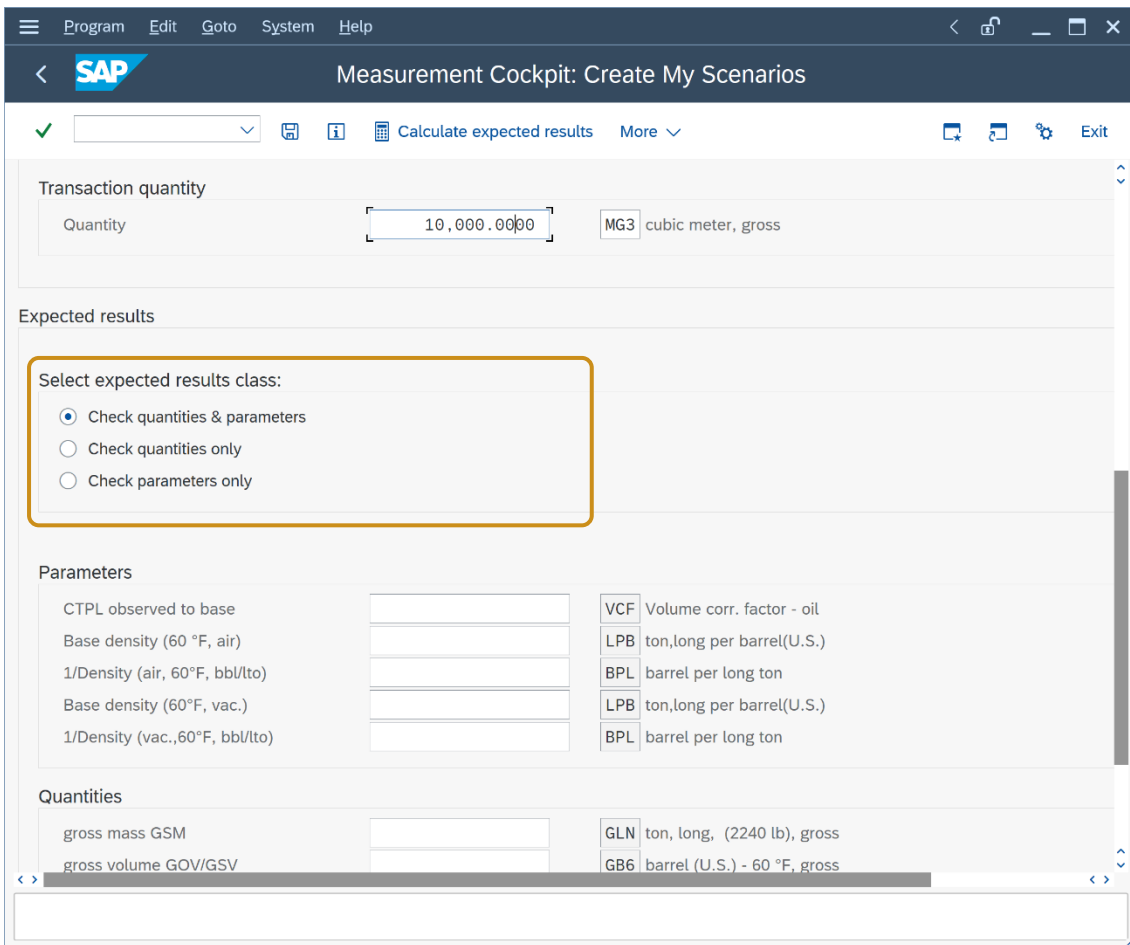 Program Edit Goto System Help
SAP Measurement Cockpit: Create My Scenarios
Calculate expected results More Exit
Transaction quantity
Quantity 10,000.0000 MG3 cubic meter, gross
Expected results
Select expected results class:
Check quantities & parameters
Check quantities only
Check parameters only
Parameters
CTPL observed to base VCF Volume corr. factor - oil
Base density (60 °F, air) LPB ton,long per barrel(U.S.)
1/Density (air, 60°F, bbl/lto) BPL barrel per long ton
Base density (60°F, vac.) LPB ton,long per barrel(U.S.)
1/Density (vac.,60°F, bbl/lto) BPL barrel per long ton
Quantities
gross mass GSM GLN ton, long, (2240 lb), gross
gross volume GOV/GSV GB6 barrel (U.S.) - 60 °F, gross